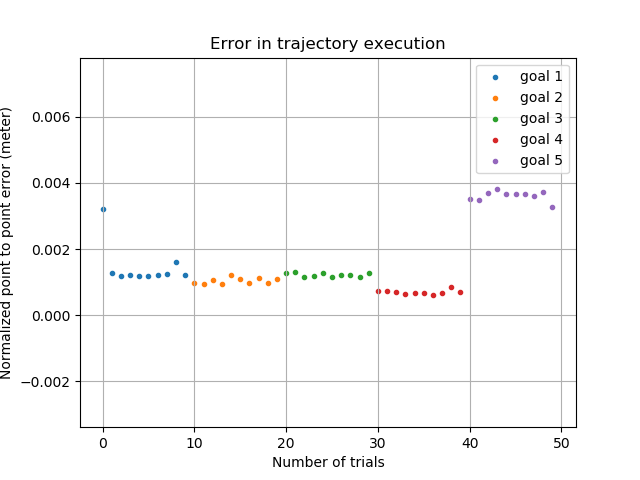 Error in trajectory execution
goal 1
goal 2
goal 3
goal 4
goal 5
Normalized point to point error (meter)
0.006
0.004
0.002
0.000
−0.002
0
10
20
30
40
50
Number of trials